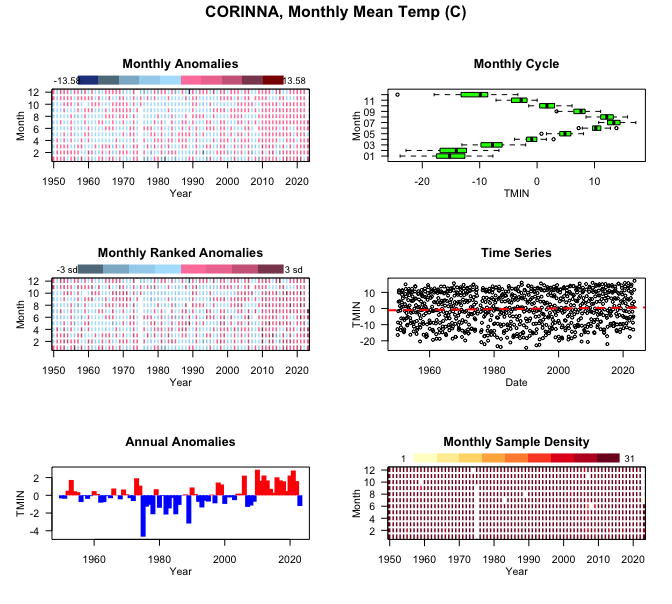 CORINNA, Monthly Mean Temp (C)
Monthly Anomalies
-13.58 13.58
12
10
8
6
4
2
Month
1950 1960 1970 1980 1990 2000 2010 2020
Year
Monthly Cycle
11
09
07
05
03
01
Month
-20 -10 0 10
TMIN
Monthly Ranked Anomalies
-3 sd 3 sd
12
10
8
6
4
2
Month
1950 1960 1970 1980 1990 2000 2010 2020
Year
Time Series
10
0
-10
-20
TMIN
1960 1980 2000 2020
Date
Annual Anomalies
2
0
-2
-4
TMIN
1960 1980 2000 2020
Year
Monthly Sample Density
1 31
12
10
8
6
4
2
Month
1950 1960 1970 1980 1990 2000 2010 2020
Year